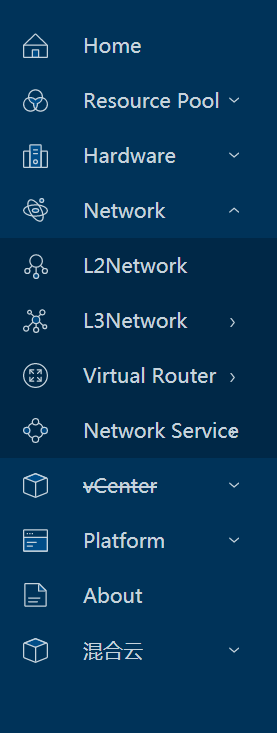 Home
Resource Pool
Hardware
Network
L2Network
L3Network
Virtual Router
Network Service
vCenter
Platform
About
混合云